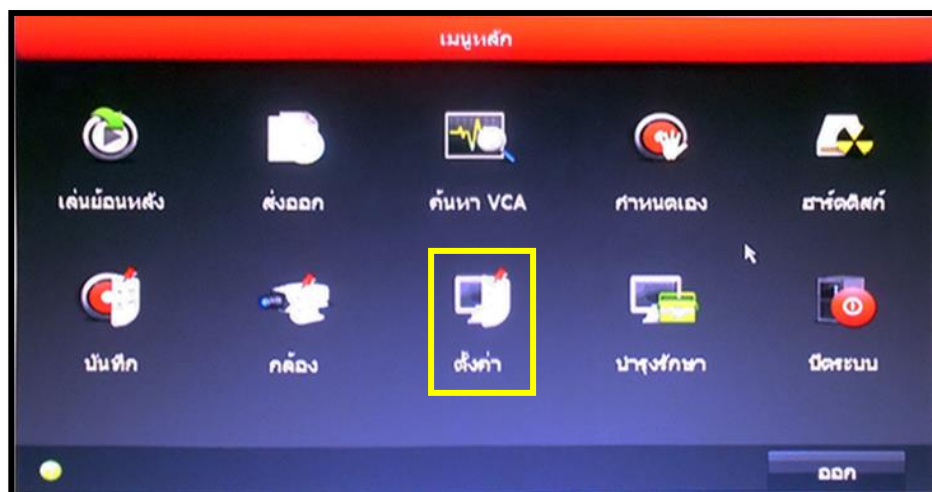 เมนูหลัก
เล่นย้อนหลัง ส่งออก ค้นหา VCA กำหนดเอง ฮาร์ดดิสก์
บันทึก กล้อง ตั้งค่า บำรุงรักษา ปิดระบบ
ออก